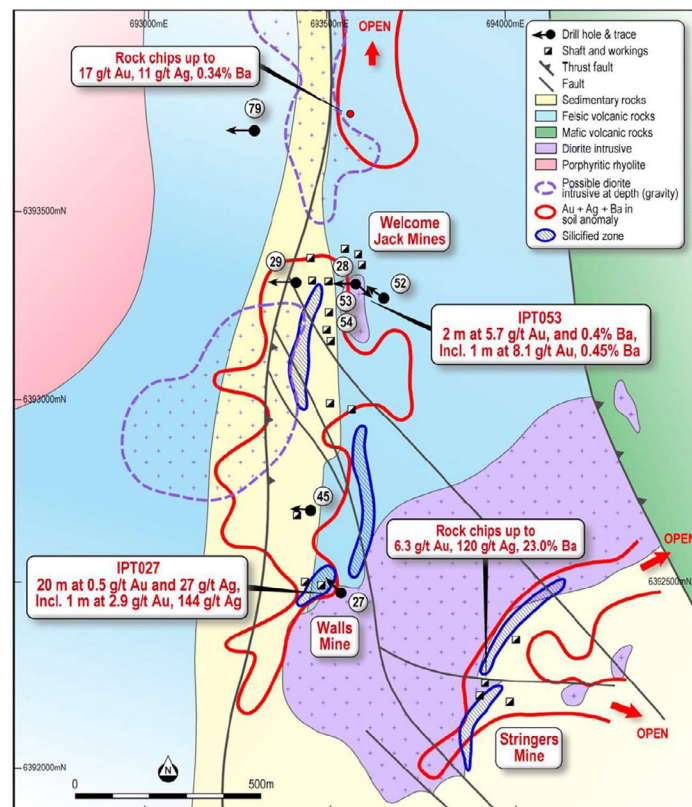 693000mE
693500mE
694000mE
OPEN
Rock chips up to
17 g/t Au, 11 g/t Ag, 0.34% Ba
79
Drill hole & trace
Shaft and workings
Thrust fault
Fault
Sedimentary rocks
Felsic volcanic rocks
Mafic volcanic rocks
Diorite intrusive
Porphyritic rhyolite
Possible diorite
intrusive at depth (gravity)
Au + Ag + Ba in
soil anomaly
Silicified zone
6393500mN
Welcome
Jack Mines
29
28
52
53
54
IPT053
2 m at 5.7 g/t Au, and 0.4% Ba,
Incl. 1 m at 8.1 g/t Au, 0.45% Ba
6393000mN
45
Rock chips up to
6.3 g/t Au, 120 g/t Ag, 23.0% Ba
OPEN
IPT027
20 m at 0.5 g/t Au and 27 g/t Ag,
Incl. 1 m at 2.9 g/t Au, 144 g/t Ag
6392500mN
27
Walls
Mine
Stringers
Mine
OPEN
6392000mN
N
0
500m